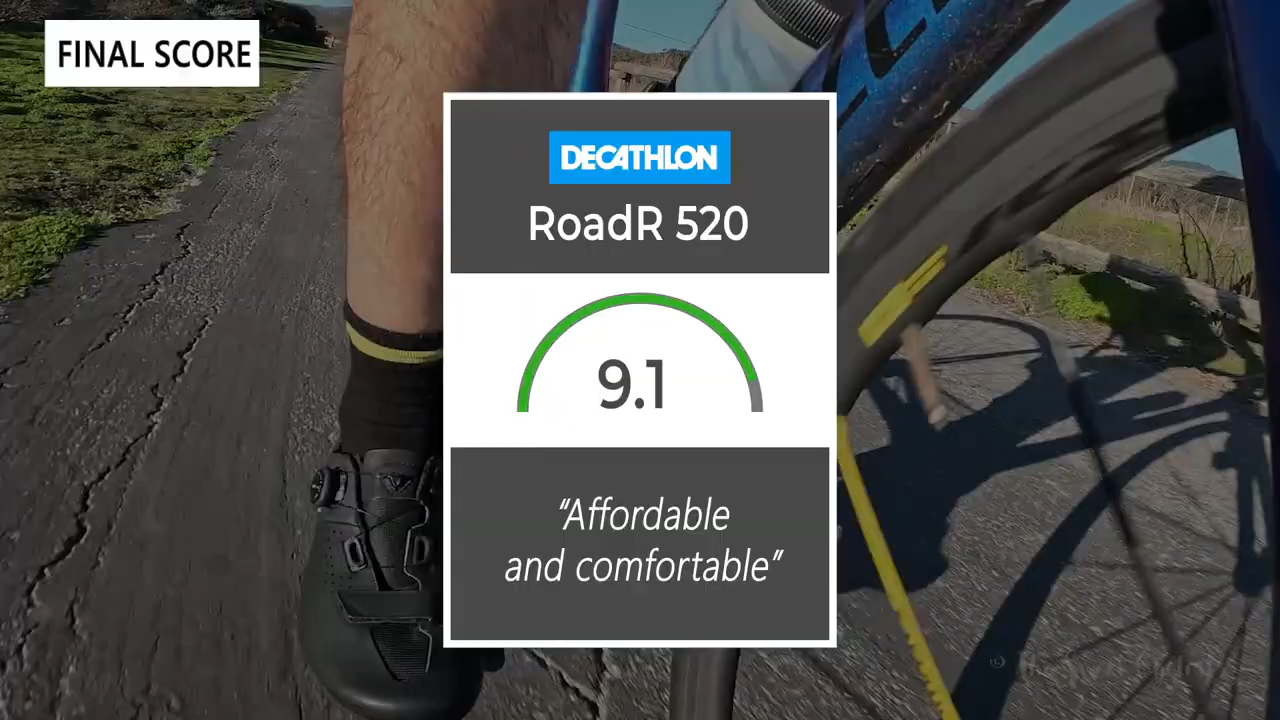 FINAL SCORE
DECATHLON
RoadR 520
9.1
“Affordable
and comfortable”